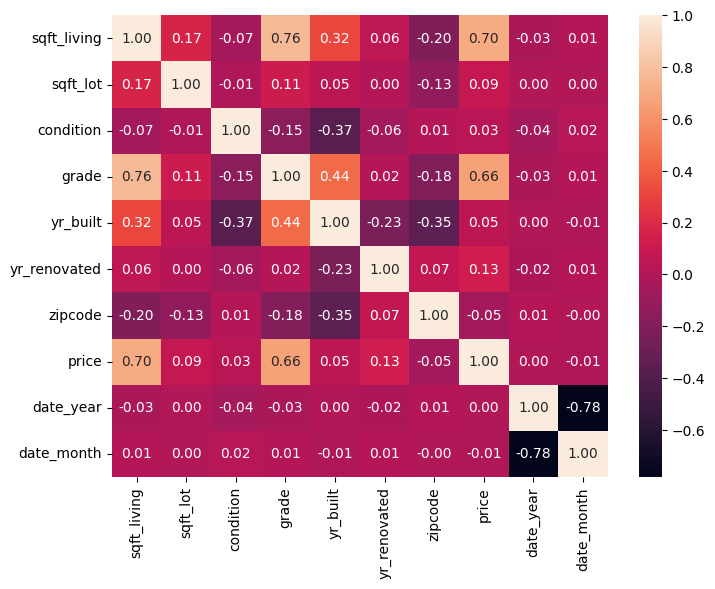 sqft_living 1.00 0.17 -0.07 0.76 0.32 0.06 -0.20 0.70 -0.03 0.01
sqft_lot 0.17 1.00 -0.01 0.11 0.05 0.00 -0.13 0.09 0.00 0.00
condition -0.07 -0.01 1.00 -0.15 -0.37 -0.06 0.01 0.03 -0.04 0.02
grade 0.76 0.11 -0.15 1.00 0.44 0.02 -0.18 0.66 -0.03 0.01
yr_built 0.32 0.05 -0.37 0.44 1.00 -0.23 -0.35 0.05 0.00 -0.01
yr_renovated 0.06 0.00 -0.06 0.02 -0.23 1.00 0.07 0.13 -0.02 0.01
zipcode -0.20 -0.13 0.01 -0.18 -0.35 0.07 1.00 -0.05 0.01 -0.00
price 0.70 0.09 0.03 0.66 0.05 0.13 -0.05 1.00 0.00 -0.01
date_year -0.03 0.00 -0.04 -0.03 0.00 -0.02 0.01 0.00 1.00 -0.78
date_month 0.01 0.00 0.02 0.01 -0.01 0.01 -0.00 -0.01 -0.78 1.00
sqft_living sqft_lot condition grade yr_built yr_renovated zipcode price date_year date_month
1.0
0.8
0.6
0.4
0.2
0.0
−0.2
−0.4
−0.6